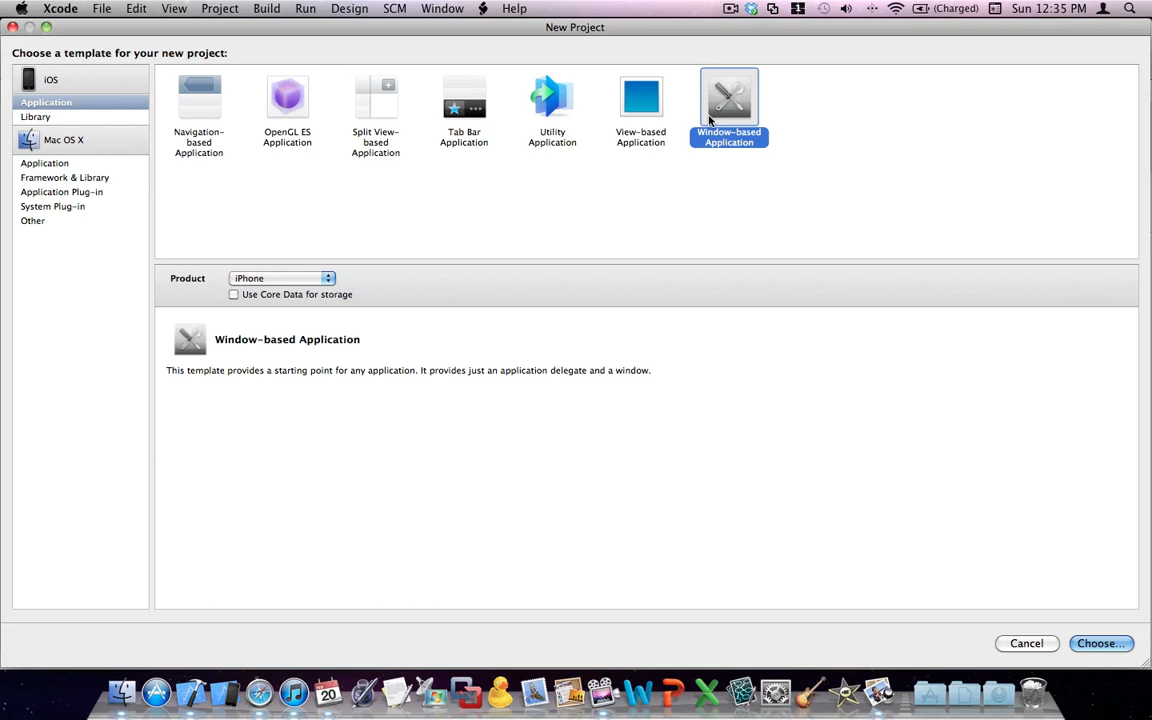 Xcode File Edit View Project Build Run Design SCM Window Help 1 (Charged) Sun 12:35 PM
New Project
Choose a template for your new project:
iOS
Application
Library
Mac OS X
Application
Framework & Library
Application Plug-in
System Plug-in
Other
Navigation-
based
Application
OpenGL ES
Application
Split View-
based
Application
Tab Bar
Application
Utility
Application
View-based
Application
Window-based
Application
Product iPhone
Use Core Data for storage
Window-based Application
This template provides a starting point for any application. It provides just an application delegate and a window.
Cancel Choose...
20
W P X